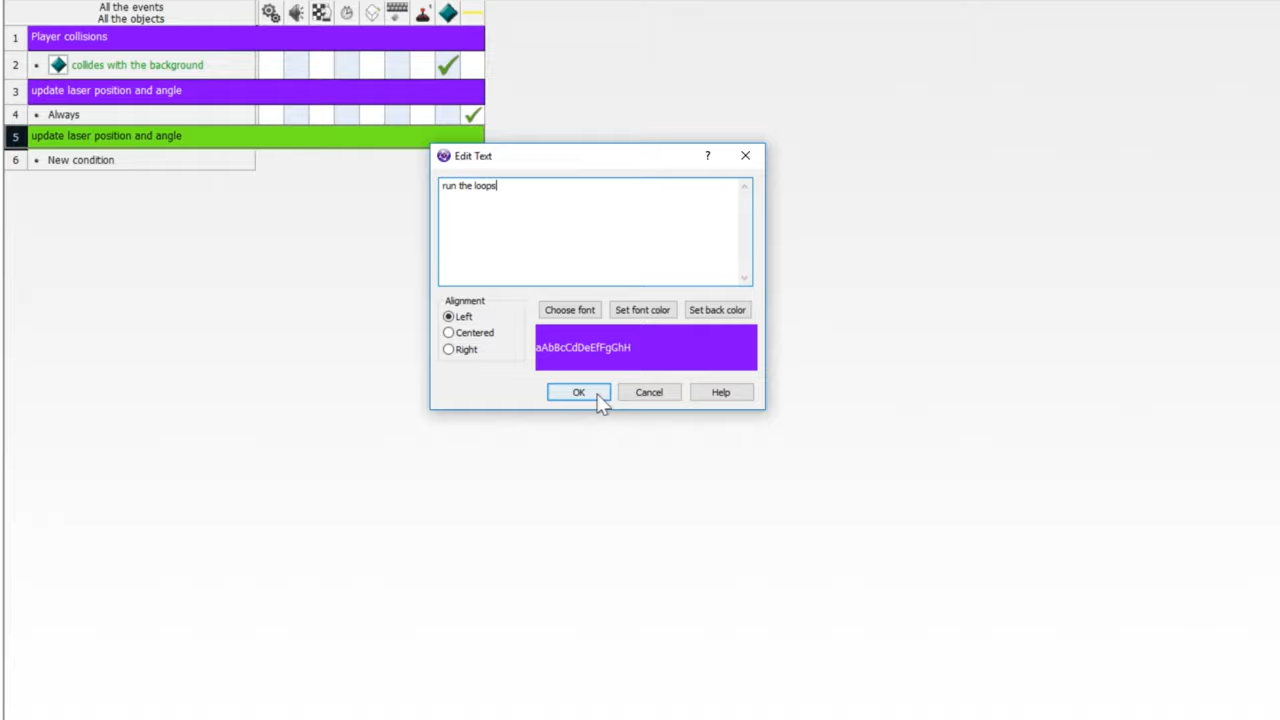 All the events
All the objects
1 Player collisions
2 • collides with the background
3 update laser position and angle
4 • Always
5 update laser position and angle
6 • New condition
Edit Text
?
run the loops
Alignment
Left
Centered
Right
Choose font
Set font color
Set back color
aAbBcCdDeEfFgGhH
OK
Cancel
Help